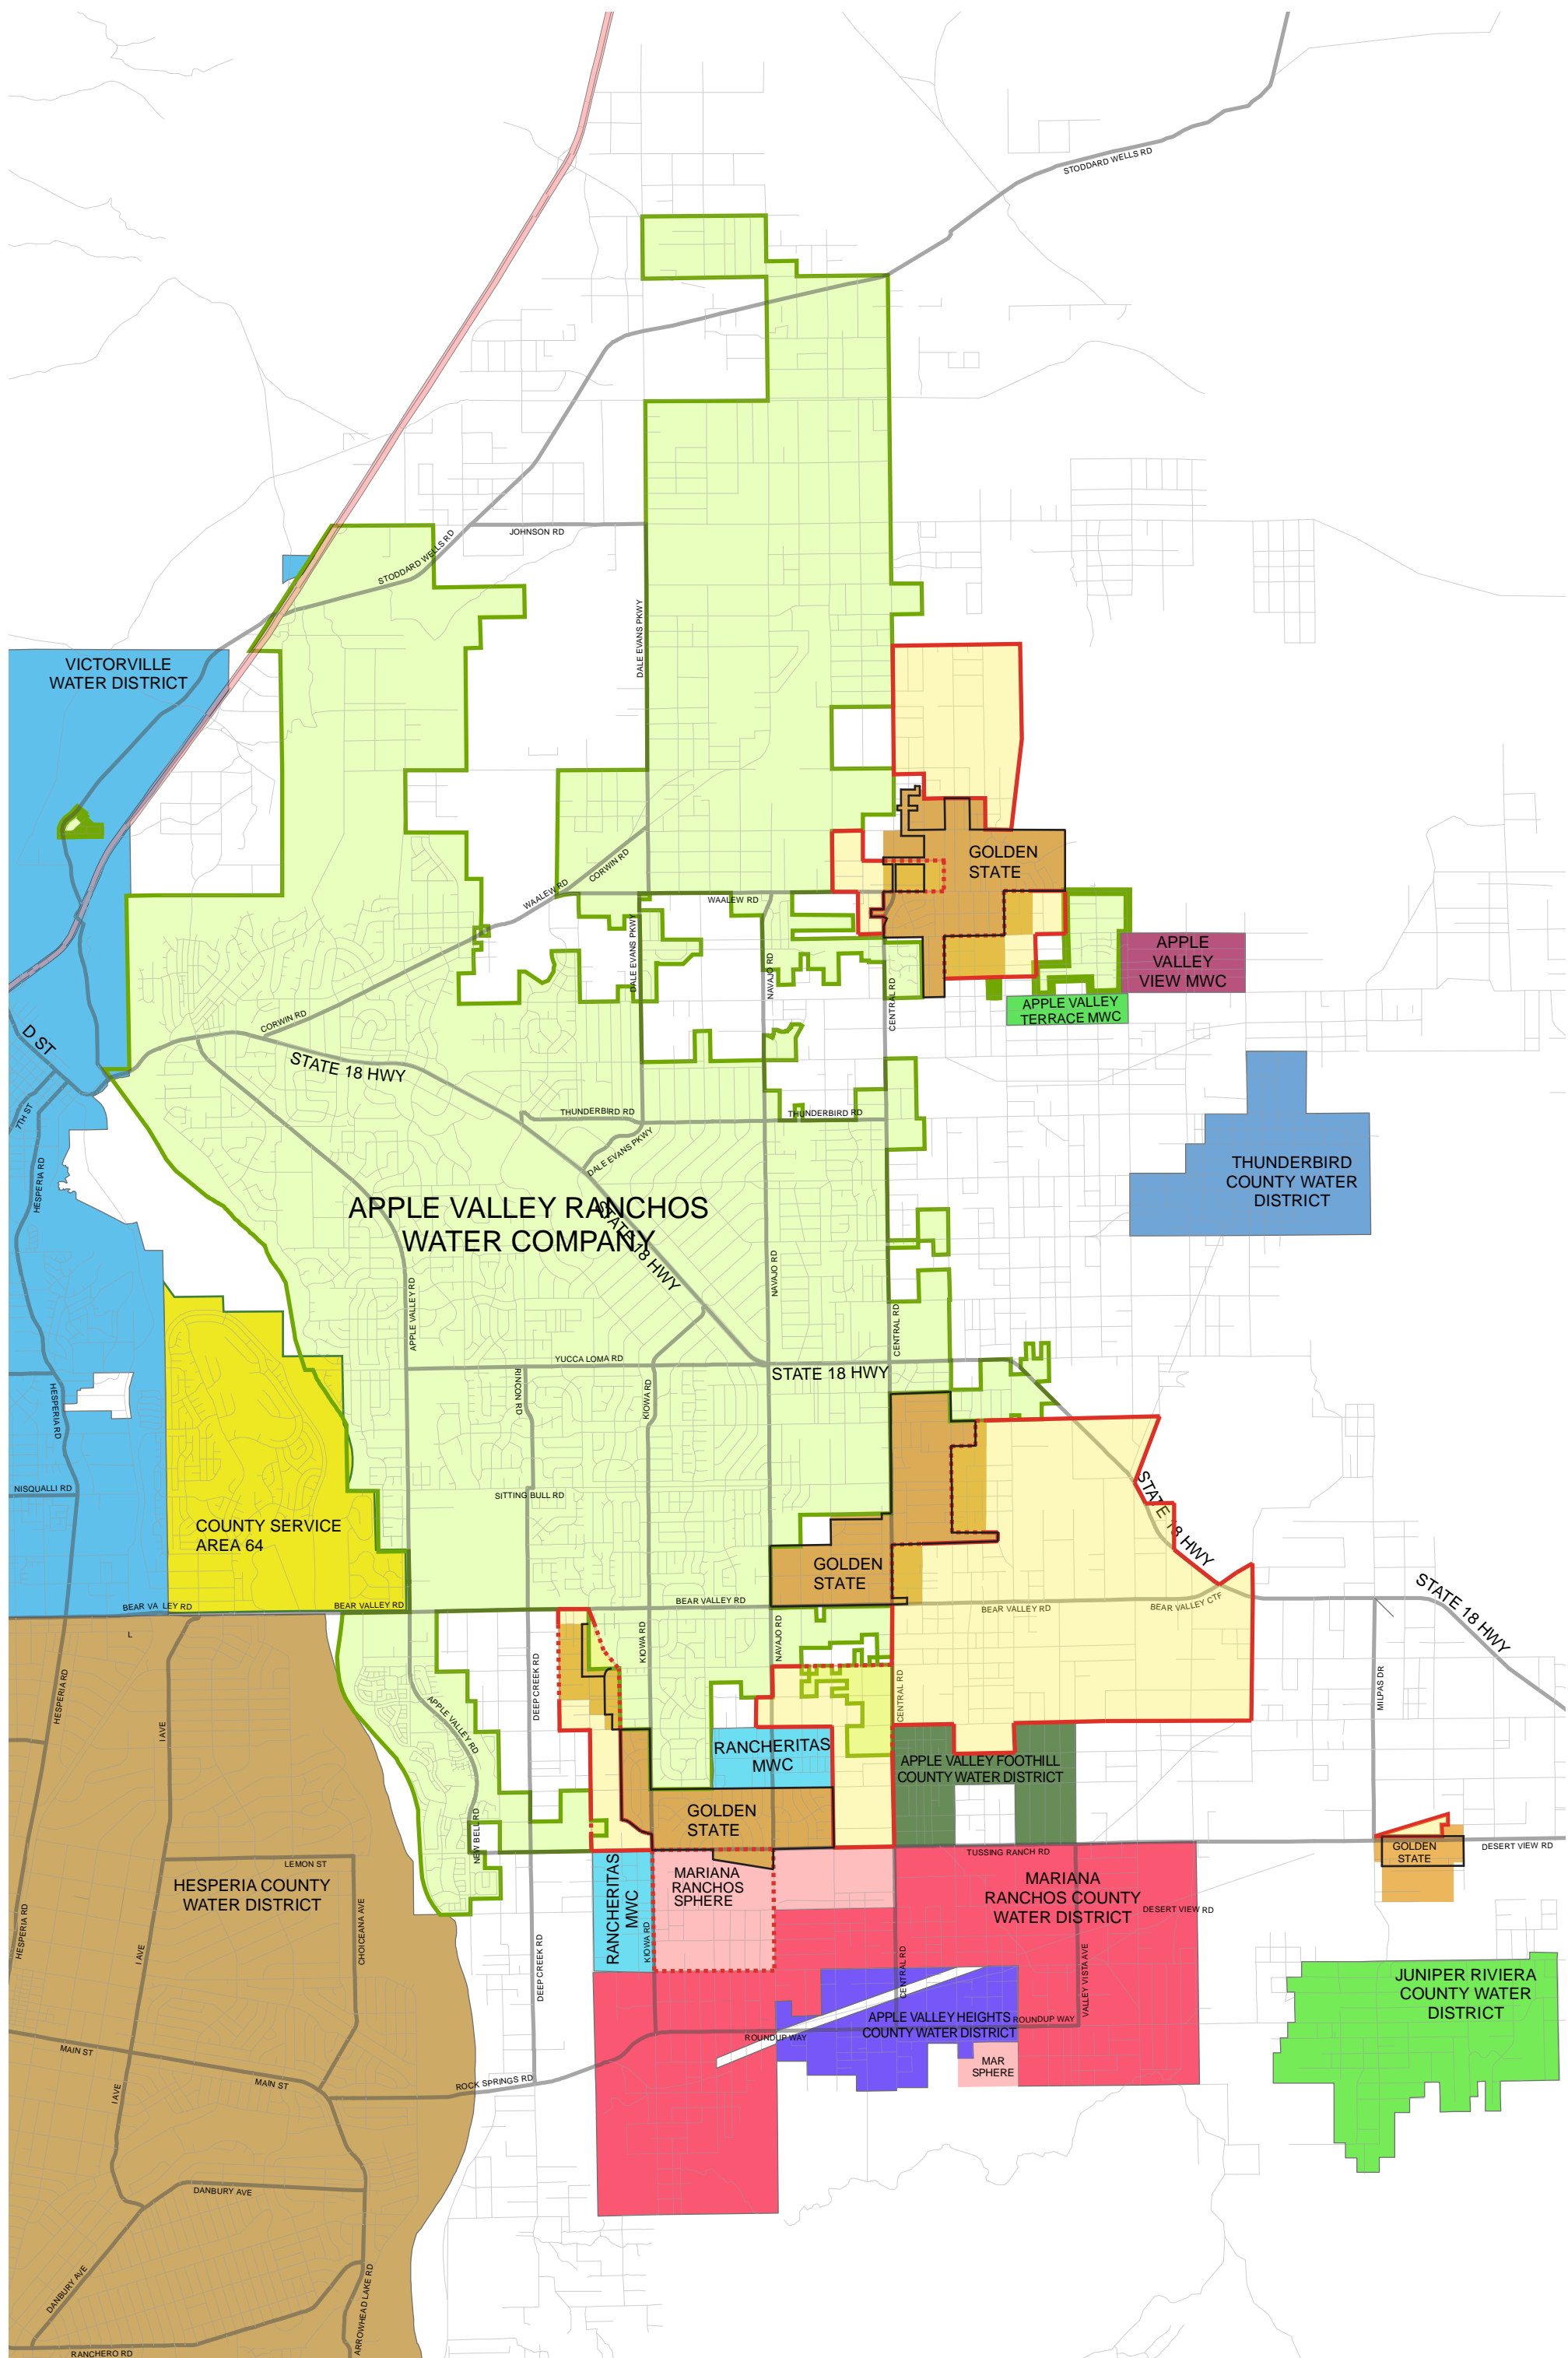 STODDARD WELLS RD
JOHNSON RD
STODDARD WELLS RD
DALE EVANS PKWY
VICTORVILLE
WATER DISTRICT
GOLDEN
STATE
CORWIN RD
WAALEW RD
WAALEW RD
DALE EVANS PKWY
NAVAJO RD
CENTRAL RD
APPLE
VALLEY
VIEW MWC
APPLE VALLEY
TERRACE MWC
CORWIN RD
D ST
STATE 18 HWY
7TH ST
THUNDERBIRD RD
THUNDERBIRD RD
DALE EVANS PKWY
HESPERIA RD
THUNDERBIRD
COUNTY WATER
DISTRICT
APPLE VALLEY RANCHOS
WATER COMPANY
STATE 18 HWY
NAVAJO RD
APPLE VALLEY RD
CENTRAL RD
YUCCA LOMA RD
STATE 18 HWY
RINCON RD
KIOWA RD
HESPERIA RD
NISQUALLI RD
SITTING BULL RD
STATE 18 HWY
COUNTY SERVICE
AREA 64
GOLDEN
STATE
BEAR VA LEY RD
L
BEAR VALLEY RD
BEAR VALLEY RD
BEAR VALLEY RD
BEAR VALLEY CTF
STATE 18 HWY
HESPERIA RD
I AVE
DEEP CREEK RD
KIOWA RD
NAVAJO RD
CENTRAL RD
MILPAS DR
APPLE VALLEY RD
RANCHERITAS
MWC
APPLE VALLEY FOOTHILL
COUNTY WATER DISTRICT
GOLDEN
STATE
NEW BELL RD
GOLDEN
STATE
DESERT VIEW RD
TUSSING RANCH RD
LEMON ST
HESPERIA COUNTY
WATER DISTRICT
RANCHERITAS
MWC
MARIANA
RANCHOS
SPHERE
MARIANA
RANCHOS COUNTY
WATER DISTRICT
DESERT VIEW RD
HESPERIA RD
I AVE
CHOICEANA AVE
DEEP CREEK RD
KIOWA RD
CENTRAL RD
VALLEY VISTA AVE
JUNIPER RIVIERA
COUNTY WATER
DISTRICT
APPLE VALLEY HEIGHTS
COUNTY WATER DISTRICT
ROUNDUP WAY
ROUNDUP WAY
MAR
SPHERE
MAIN ST
MAIN ST
ROCK SPRINGS RD
I AVE
DANBURY AVE
DANBURY AVE
ARROWHEAD LAKE RD
RANCHERO RD